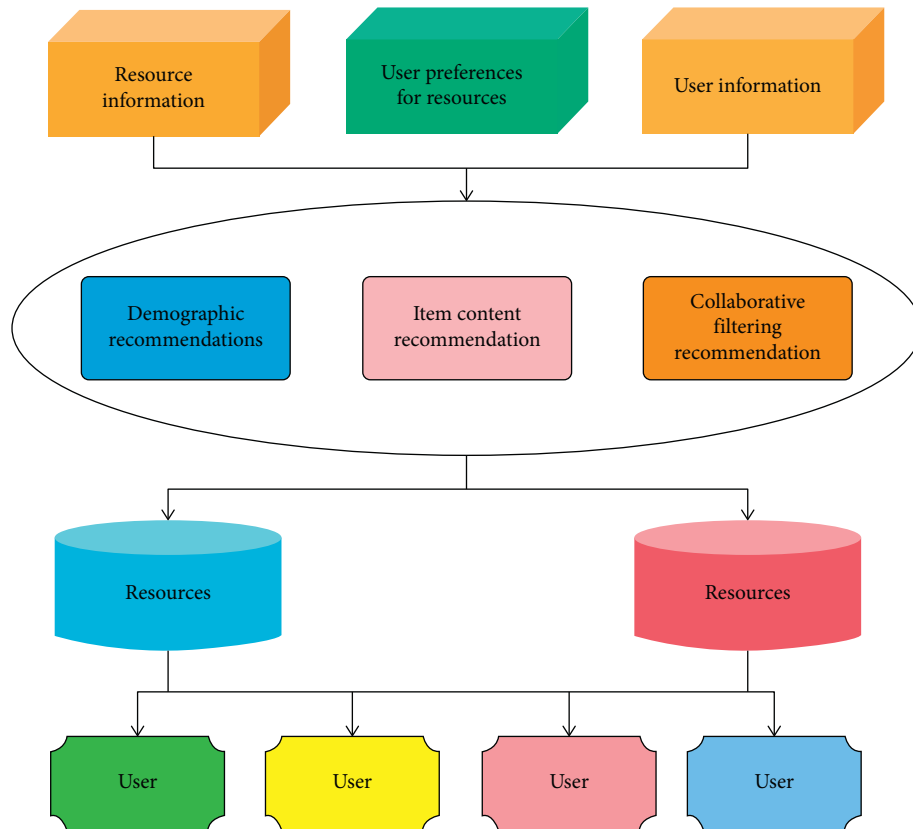 Resource
information
User preferences
for resources
User information
Demographic
recommendations
Item content
recommendation
Collaborative
filtering
recommendation
Resources
Resources
User
User
User
User